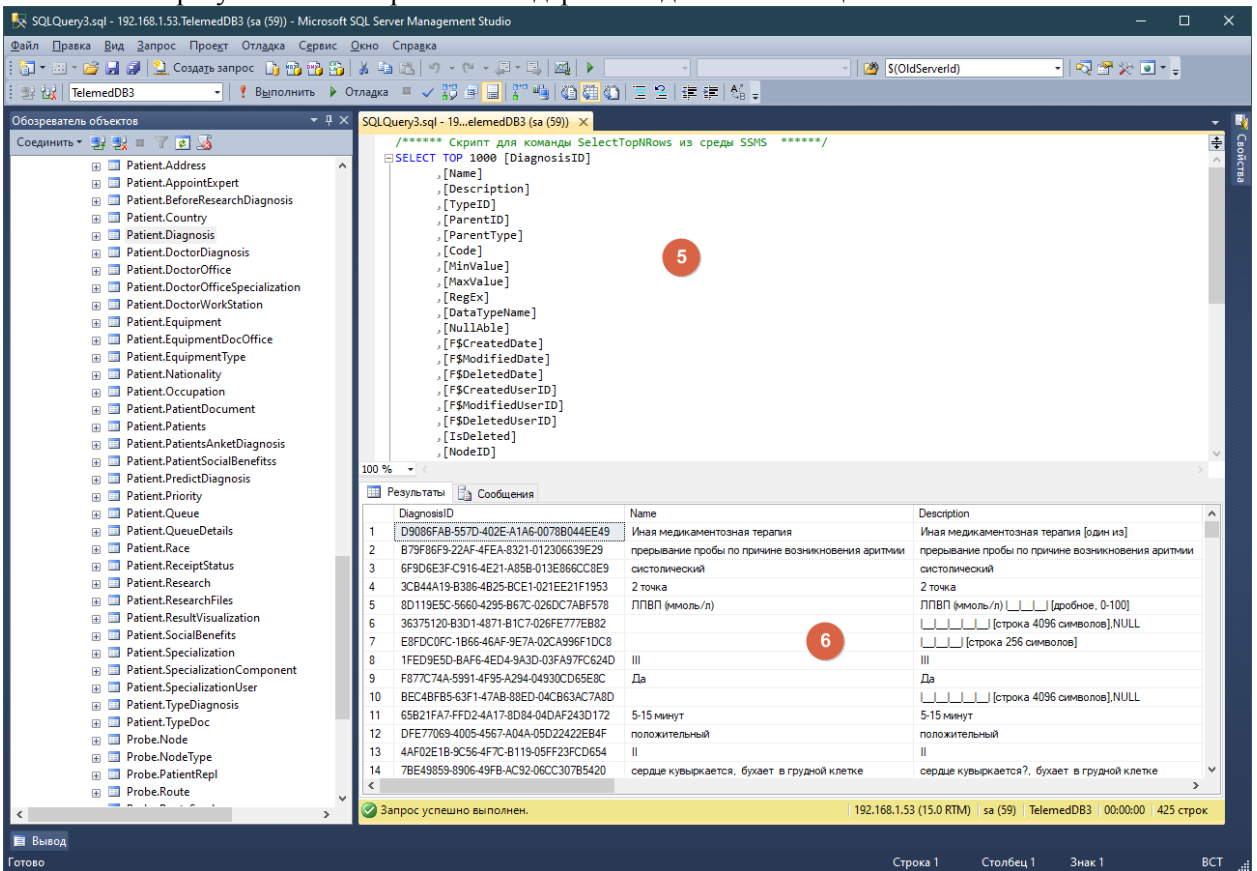 SQLQuery3.sql - 192.168.1.53.TelemedDB3 (sa (59)) - Microsoft SQL Server Management Studio
Файл Правка Вид Запрос Проект Отладка Сервис Окно Справка
Создать запрос
$(OldServerId)
TelemedDB3
Выполнить
Отладка
Обозреватель объектов
Соединить
Patient.Address
Patient.AppointExpert
Patient.BeforeResearchDiagnosis
Patient.Country
Patient.Diagnosis
Patient.DoctorDiagnosis
Patient.DoctorOffice
Patient.DoctorOfficeSpecialization
Patient.DoctorWorkStation
Patient.Equipment
Patient.EquipmentDocOffice
Patient.EquipmentType
Patient.Nationality
Patient.Occupation
Patient.PatientDocument
Patient.Patients
Patient.PatientsAnketDiagnosis
Patient.PatientSocialBenefitss
Patient.PredictDiagnosis
Patient.Priority
Patient.Queue
Patient.QueueDetails
Patient.Race
Patient.ReceiptStatus
Patient.Research
Patient.ResearchFiles
Patient.ResultVisualization
Patient.SocialBenefits
Patient.Specialization
Patient.SpecializationComponent
Patient.SpecializationUser
Patient.TypeDiagnosis
Patient.TypeDoc
Probe.Node
Probe.NodeType
Probe.PatientRepl
Probe.Route
SQLQuery3.sql - 19...elemedDB3 (sa (59))
/****** Скрипт для команды SelectTopNRows из среды SSMS ******/
SELECT TOP 1000 [DiagnosisID]
,[Name]
,[Description]
,[TypeID]
,[ParentID]
,[ParentType]
,[Code]
,[MinValue]
,[MaxValue]
,[RegEx]
,[DataTypeName]
,[NullAble]
,[F$CreatedDate]
,[F$ModifiedDate]
,[F$DeletedDate]
,[F$CreatedUserID]
,[F$ModifiedUserID]
,[F$DeletedUserID]
,[IsDeleted]
,[NodeID]
5
Свойства
100 %
Результаты Сообщения
DiagnosisID Name Description
1 D9086FAB-557D-402E-A1A6-0078B044EE49 Иная медикаментозная терапия Иная медикаментозная терапия [один из]
2 B79F86F9-22AF-4FEA-8321-012306639E29 прерывание пробы по причине возникновения аритмии прерывание пробы по причине возникновения аритмии
3 6F9D6E3F-C916-4E21-A85B-013E866CC8E9 систолический систолический
4 3CB44A19-B386-4B25-BCE1-021EE21F1953 2 точка 2 точка
5 8D119E5C-5660-4295-B67C-026DC7ABF578 ЛПВП (ммоль/л) ЛПВП (ммоль/л) |__|__|__| [дробное, 0-100]
6 36375120-B3D1-4871-B1C7-026FE777EB82 |__|__|__|__|__| [строка 4096 символов],NULL
7 E8FDC0FC-1B66-46AF-9E7A-02CA996F1DC8 |__|__|__| [строка 256 символов]
8 1FED9E5D-BAF6-4ED4-9A3D-03FA97FC624D III III
9 F877C74A-5991-4F95-A294-04930CD65E8C Да Да
10 BEC4BFB5-63F1-47AB-88ED-04CB63AC7A8D |__|__|__|__|__| [строка 4096 символов],NULL
11 65B21FA7-FFD2-4A17-8D84-04DAF243D172 5-15 минут 5-15 минут
12 DFE77069-4005-4567-A04A-05D22422EB4F положительный положительный
13 4AF02E1B-9C56-4F7C-B119-05FF23FCD654 II II
14 7BE49859-8906-49FB-AC92-06CC307B5420 сердце кувыркается, бухает в грудной клетке сердце кувыркается?, бухает в грудной клетке
6
Запрос успешно выполнен. 192.168.1.53 (15.0 RTM) sa (59) TelemedDB3 00:00:00 425 строк
Вывод
Готово Строка 1 Столбец 1 Знак 1 ВСТ